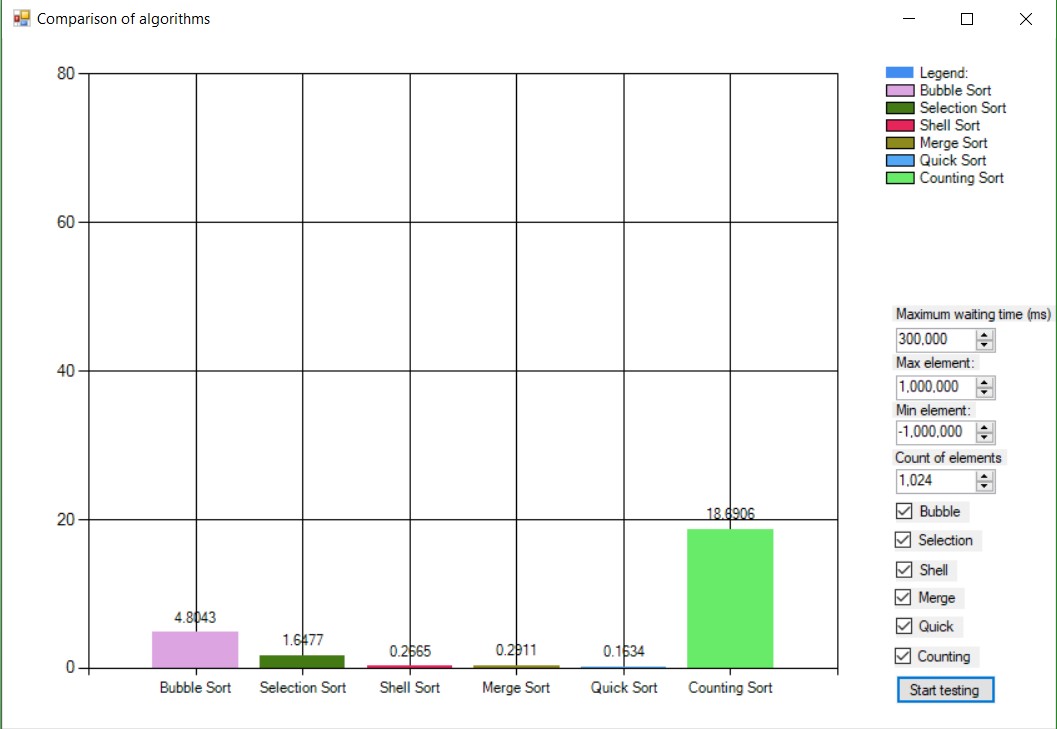 Comparison of algorithms
80
60
40
20
0
4.8043
1.6477
0.2665
0.2911
0.1634
18.6906
Bubble Sort
Selection Sort
Shell Sort
Merge Sort
Quick Sort
Counting Sort
Legend:
Bubble Sort
Selection Sort
Shell Sort
Merge Sort
Quick Sort
Counting Sort
Maximum waiting time (ms)
300,000
Max element:
1,000,000
Min element:
-1,000,000
Count of elements
1,024
Bubble
Selection
Shell
Merge
Quick
Counting
Start testing